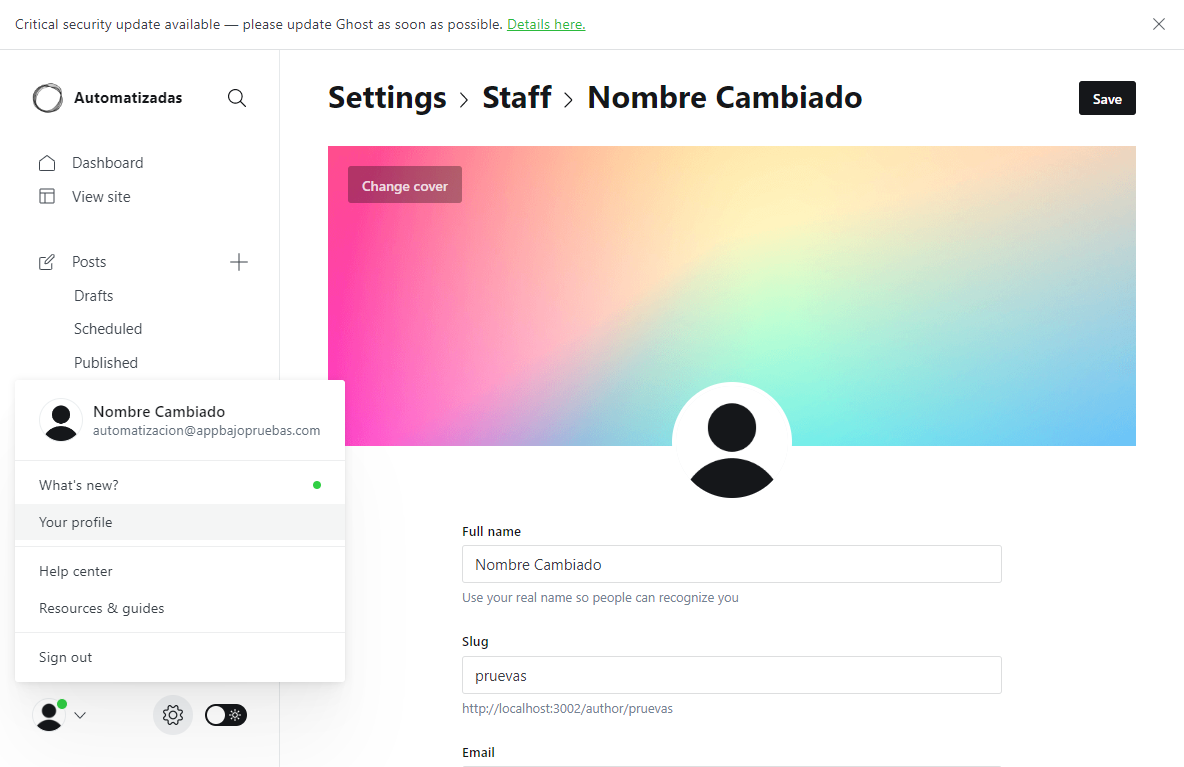 Critical security update available — please update Ghost as soon as possible. Details here.
Automatizadas
Settings > Staff > Nombre Cambiado
Save
Dashboard
View site
Change cover
Posts
Drafts
Scheduled
Published
Nombre Cambiado
automatizacion@appbajopruebas.com
What's new?
Your profile
Help center
Resources & guides
Sign out
Full name
Nombre Cambiado
Use your real name so people can recognize you
Slug
pruevas
http://localhost:3002/author/pruevas
Email